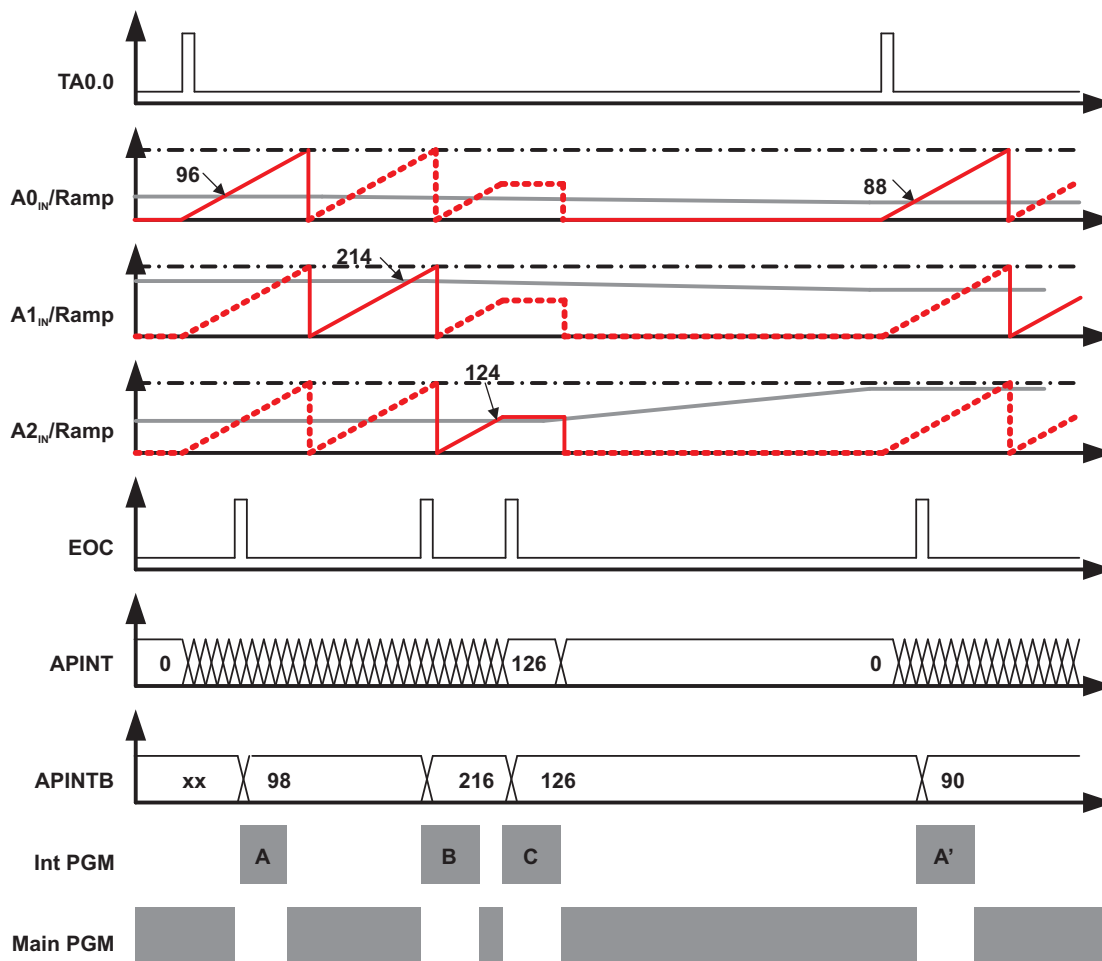 TA0.0
A0IN/Ramp
96
88
A1IN/Ramp
214
A2IN/Ramp
124
EOC
APINT
0 126 0
APINTB
xx 98 216 126 90
Int PGM
A B C A’
Main PGM